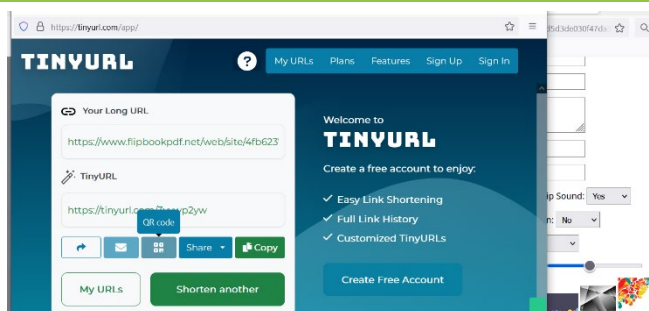 https://tinyurl.com/app/
TINYURL
? My URLs Plans Features Sign Up Sign In
Your Long URL
https://www.flipbookpdf.net/web/site/4fb623
TinyURL
https://tinyurl.com/
p2yw
QR code
Share
Copy
My URLs
Shorten another
Welcome to
TINYURL
Create a free account to enjoy:
✓ Easy Link Shortening
✓ Full Link History
✓ Customized TinyURLs
Create Free Account
d5d3de030f47da
ip Sound: Yes
n: No